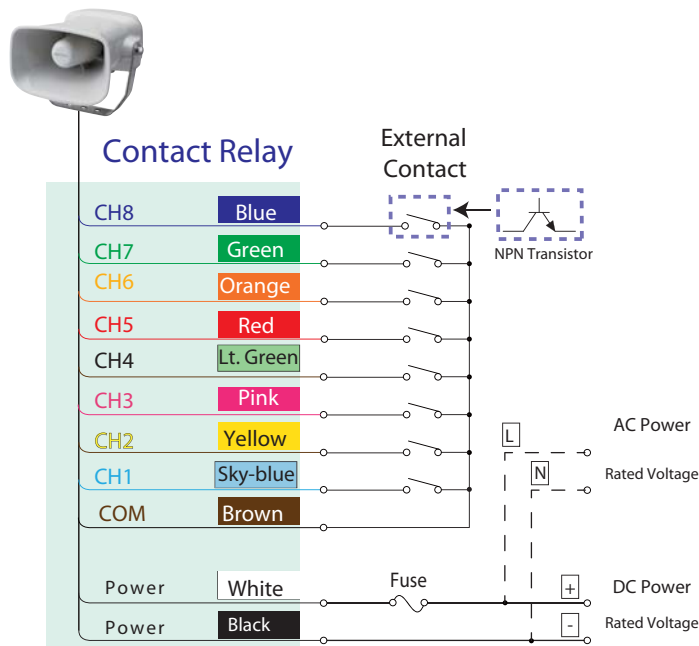 Contact Relay
External
Contact
CH8 Blue
NPN Transistor
CH7 Green
CH6 Orange
CH5 Red
CH4 Lt. Green
CH3 Pink
CH2 Yellow
L
AC Power
CH1 Sky-blue
N
Rated Voltage
COM Brown
Power White
Fuse
+
DC Power
Power Black
-
Rated Voltage